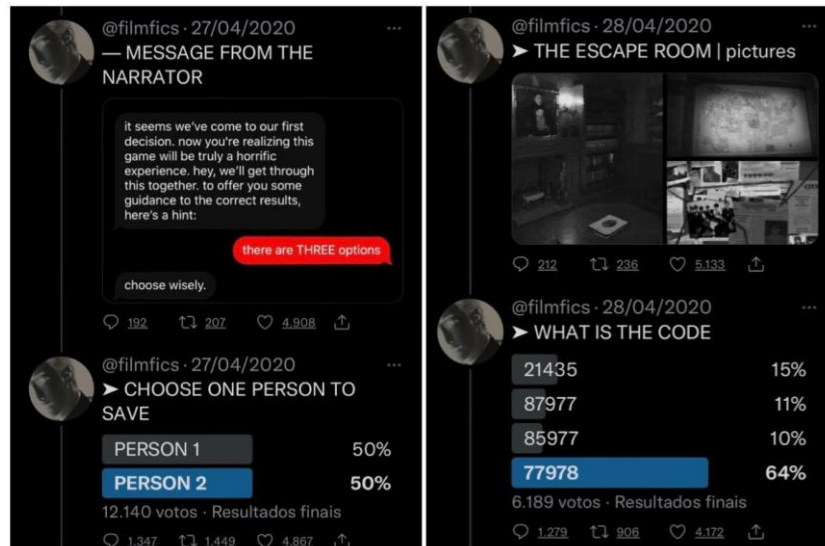 @filmfics · 27/04/2020
— MESSAGE FROM THE
NARRATOR
it seems we've come to our first
decision. now you're realizing this
game will be truly a horrific
experience. hey, we'll get through
this together. to offer you some
guidance to the correct results,
here's a hint:
there are THREE options
choose wisely.
192 207 4.908
@filmfics · 27/04/2020
➤ CHOOSE ONE PERSON TO
SAVE
PERSON 1 50%
PERSON 2 50%
12.140 votos · Resultados finais
1.347 1.449 4.867
@filmfics · 28/04/2020
➤ THE ESCAPE ROOM | pictures
212 236 5.133
@filmfics · 28/04/2020
➤ WHAT IS THE CODE
21435 15%
87977 11%
85977 10%
77978 64%
6.189 votos · Resultados finais
1.279 906 4.172